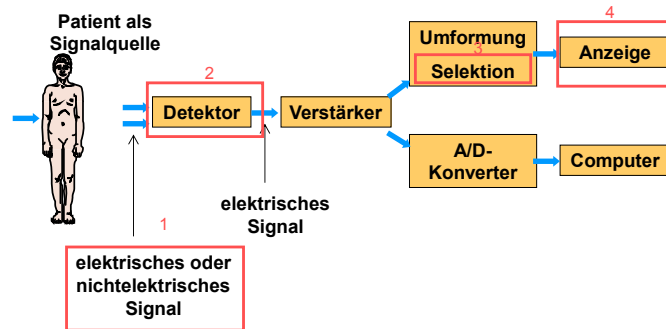 Patient als
Signalquelle
1
elektrisches oder
nichtelektrisches
Signal
2
Detektor
elektrisches
Signal
Verstärker
Umformung
3
Selektion
4
Anzeige
A/D-
Konverter
Computer